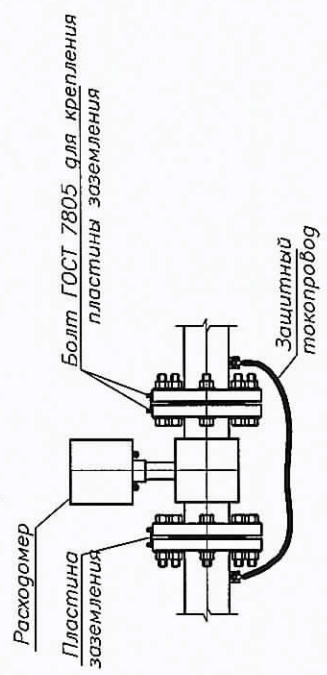 Расходомер
Пластина
заземления
Болт ГОСТ 7805 для крепления
пластины заземления
Защитный
токопровод